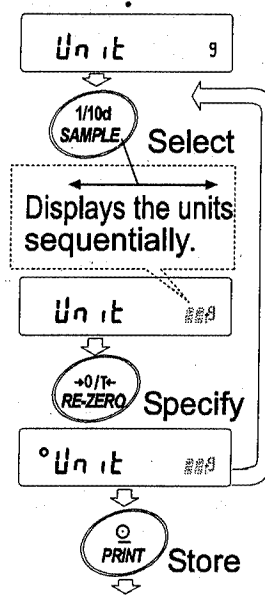 Unit g
1/10d
SAMPLE Select
Displays the units
sequentially.
Unit
→0/T←
RE-ZERO Specify
°Unit
PRINT Store